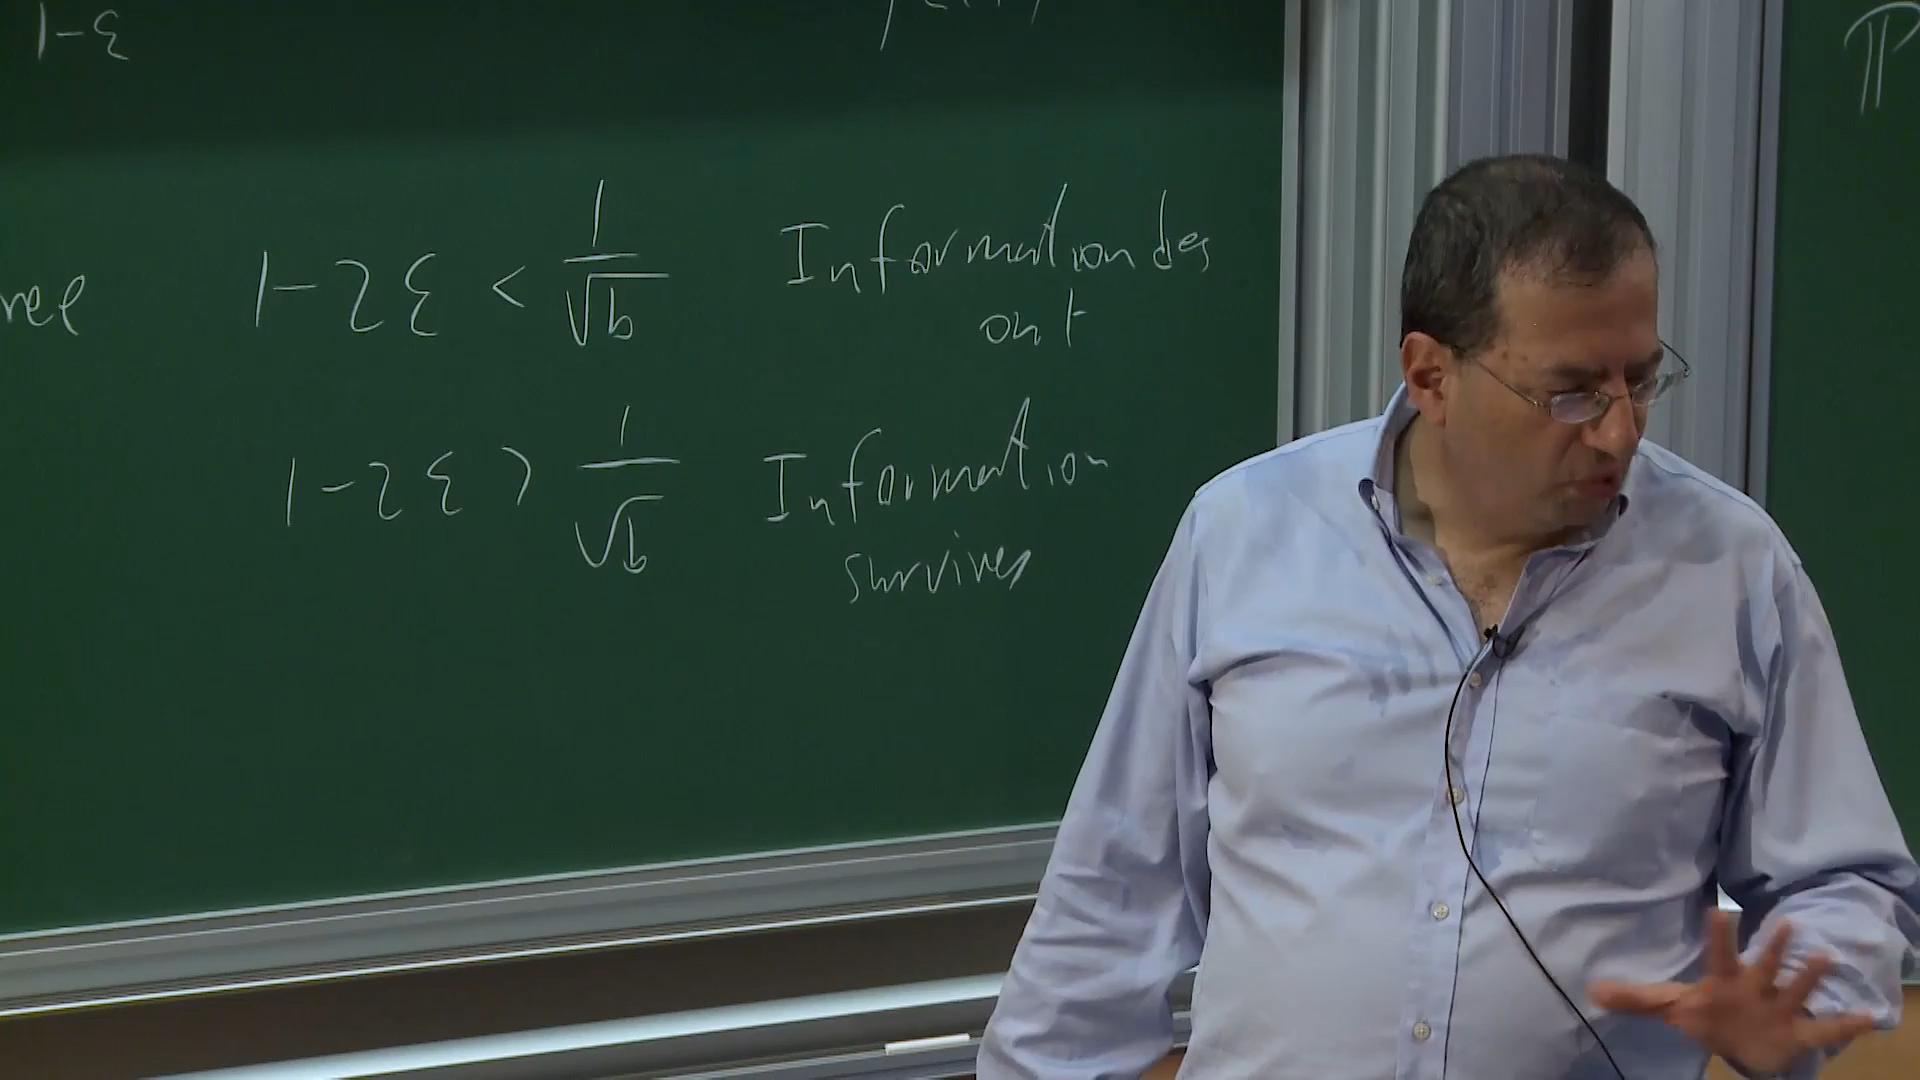 1-ε
ree 1-2ε < 1/√b Information dies
out
1-2ε > 1/√b Information
survives
ℙ